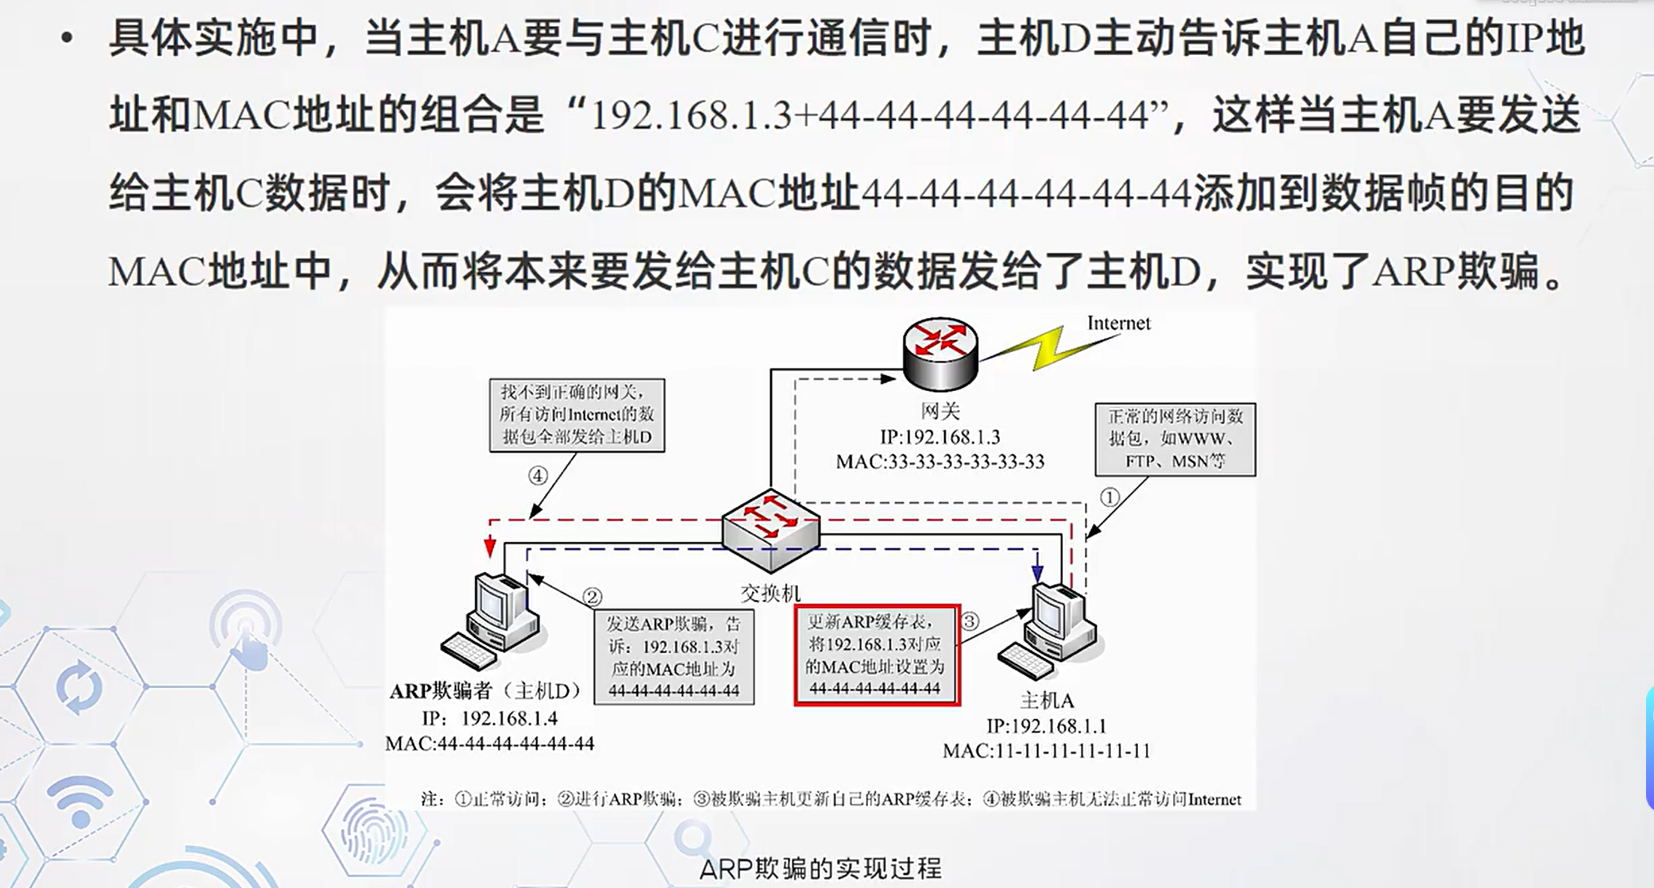 • 具体实施中，当主机A要与主机C进行通信时，主机D主动告诉主机A自己的IP地
址和MAC地址的组合是“192.168.1.3+44-44-44-44-44-44”，这样当主机A要发送
给主机C数据时，会将主机D的MAC地址44-44-44-44-44-44添加到数据帧的目的
MAC地址中，从而将本来要发给主机C的数据发给了主机D，实现了ARP欺骗。
Internet
网关
IP:192.168.1.3
MAC:33-33-33-33-33-33
找不到正确的网关，
所有访问Internet的数
据包全部发给主机D
④
正常的网络访问数
据包，如WWW、
FTP、MSN等
①
交换机
②
发送ARP欺骗，告
诉：192.168.1.3对
应的MAC地址为
44-44-44-44-44-44
更新ARP缓存表，
将192.168.1.3对应
的MAC地址设置为
44-44-44-44-44-44
③
ARP欺骗者（主机D）
IP：192.168.1.4
MAC:44-44-44-44-44-44
主机A
IP:192.168.1.1
MAC:11-11-11-11-11-11
注：①正常访问；②进行ARP欺骗；③被欺骗主机更新自己的ARP缓存表；④被欺骗主机无法正常访问Internet
ARP欺骗的实现过程